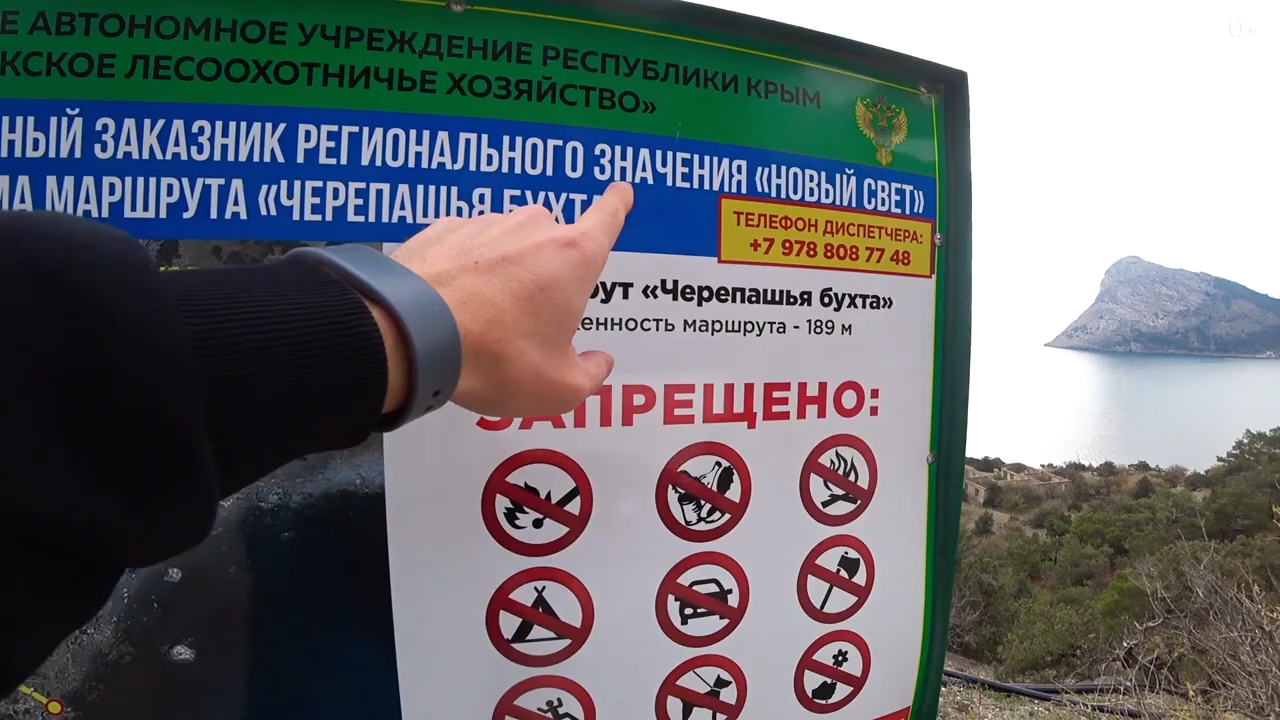 Е АВТОНОМНОЕ УЧРЕЖДЕНИЕ РЕСПУБЛИКИ КРЫМ
КСКОЕ ЛЕСООХОТНИЧЬЕ ХОЗЯЙСТВО»
НЫЙ ЗАКАЗНИК РЕГИОНАЛЬНОГО ЗНАЧЕНИЯ «НОВЫЙ СВЕТ»
МА МАРШРУТА «ЧЕРЕПАШЬЯ БУХТА
ТЕЛЕФОН ДИСПЕТЧЕРА:
+7 978 808 77 48
рут «Черепашья бухта»
енность маршрута - 189 м
ЗАПРЕЩЕНО:
0+